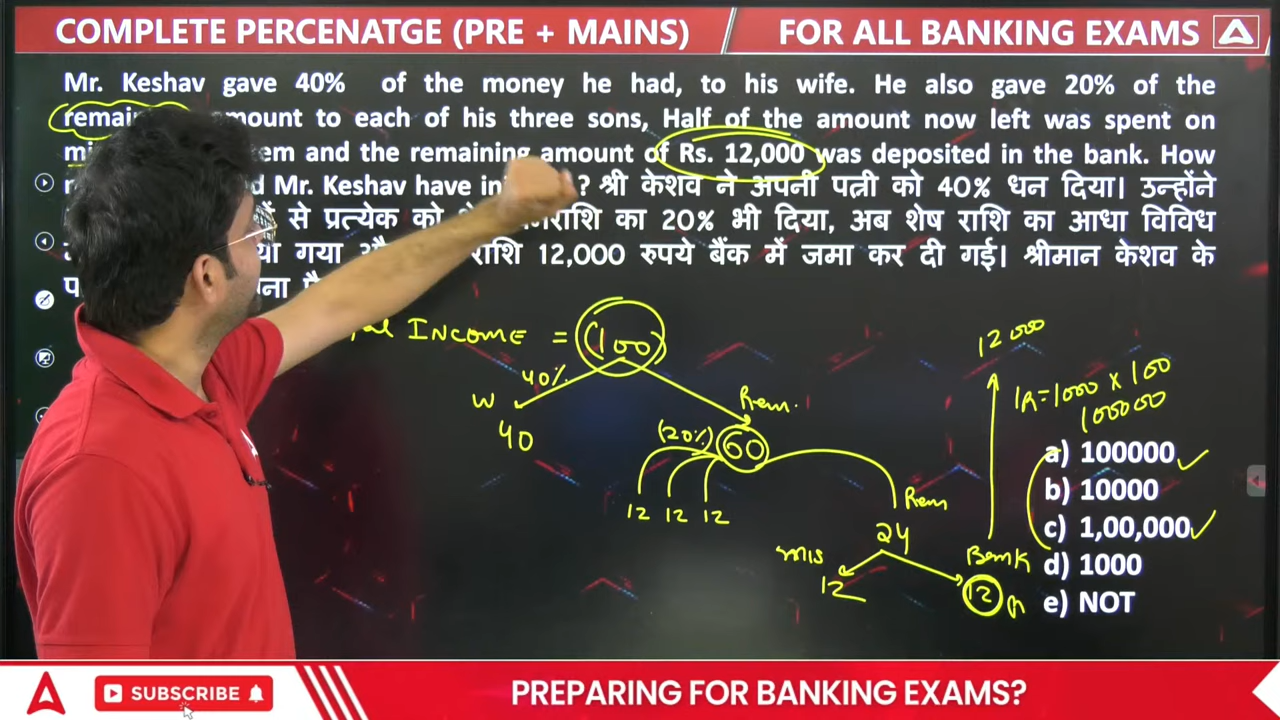 COMPLETE PERCENATGE (PRE + MAINS)
FOR ALL BANKING EXAMS
Mr. Keshav gave 40% of the money he had, to his wife. He also gave 20% of the
to each of his three sons, Half of the amount now left was spent on
and the remaining amount of Rs. 12,000 was deposited in the bank. How
Mr. Keshav have in ? श्री केशव ने अपनी पत्नी को 40% धन दिया। उन्होंने
से प्रत्येक को का 20% भी दिया, अब शेष राशि का आधा विविध
गया 12,000 रुपये बैंक में जमा कर दी गई। श्रीमान केशव के
INCOME = 100
40%
W
40
Rem.
(20%) 60
12 12 12
Rem
24
Mis
12
Bank
12 R
12000
1R=1000 x 100
100000
a) 100000
b) 10000
c) 1,00,000
d) 1000
e) NOT
SUBSCRIBE
PREPARING FOR BANKING EXAMS?